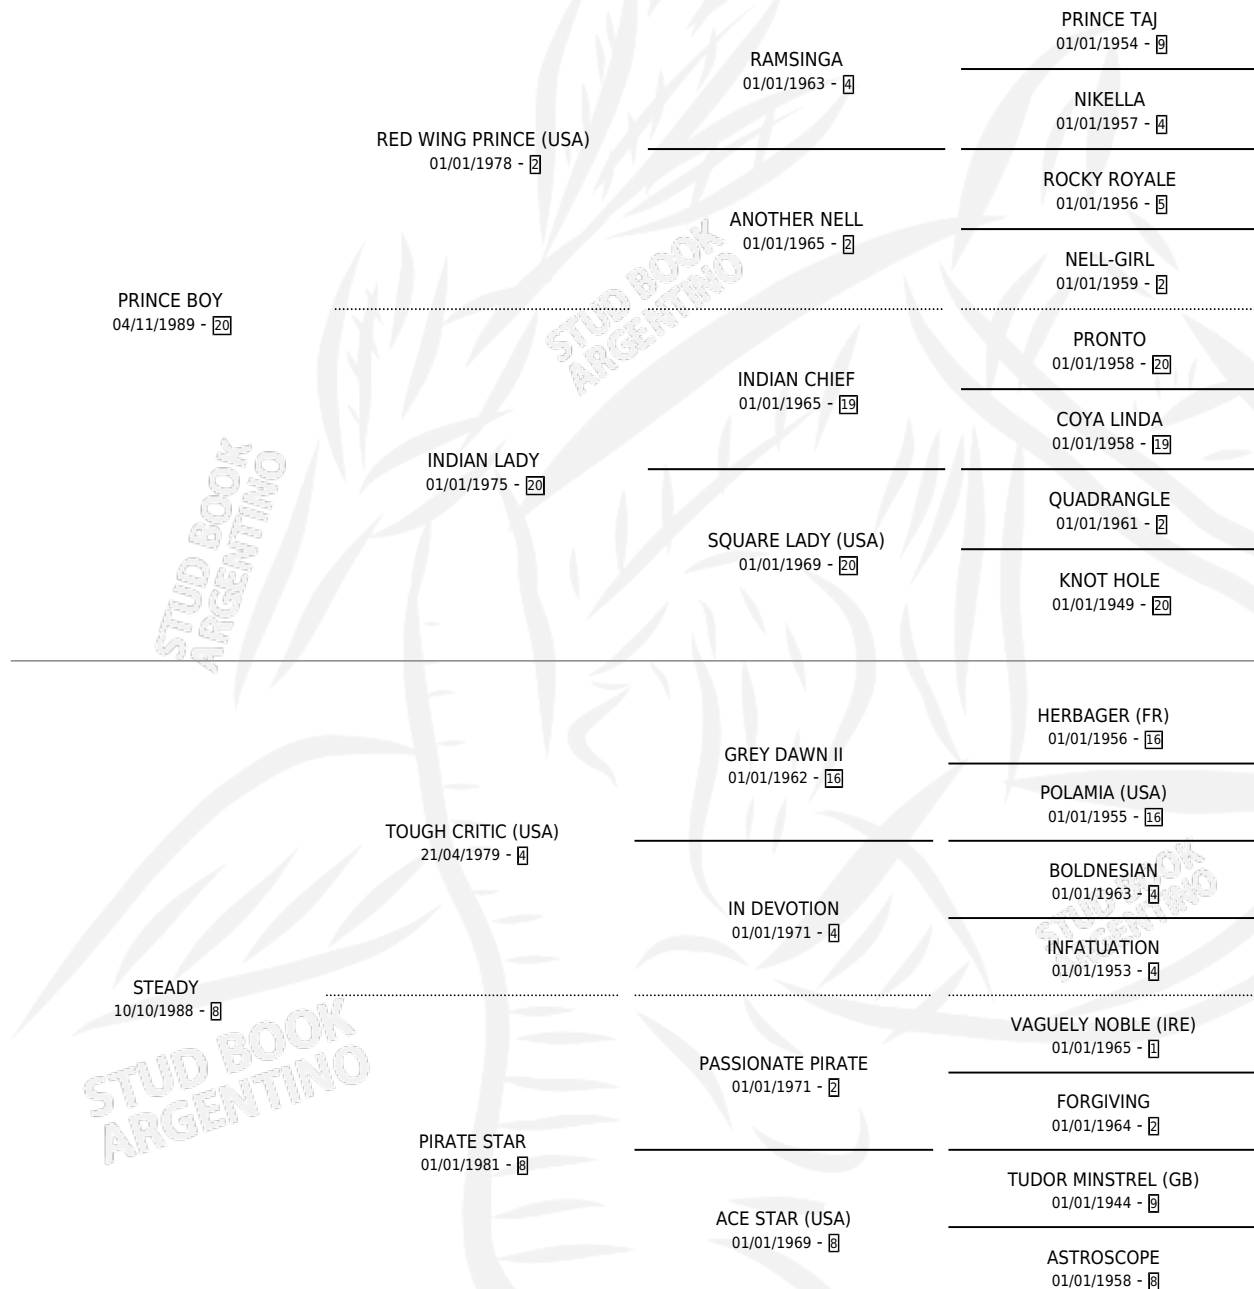 PRINCE TAJ
01/01/1954 - 9
RAMSINGA
01/01/1963 - 4
NIKELLA
01/01/1957 - 4
RED WING PRINCE (USA)
01/01/1978 - 2
ROCKY ROYALE
01/01/1956 - 5
ANOTHER NELL
01/01/1965 - 2
NELL-GIRL
01/01/1959 - 2
PRINCE BOY
04/11/1989 - 20
PRONTO
01/01/1958 - 20
INDIAN CHIEF
01/01/1965 - 19
COYA LINDA
01/01/1958 - 19
INDIAN LADY
01/01/1975 - 20
QUADRANGLE
01/01/1961 - 2
SQUARE LADY (USA)
01/01/1969 - 20
KNOT HOLE
01/01/1949 - 20
HERBAGER (FR)
01/01/1956 - 16
GREY DAWN II
01/01/1962 - 16
POLAMIA (USA)
01/01/1955 - 16
TOUGH CRITIC (USA)
21/04/1979 - 4
BOLDNESIAN
01/01/1963 - 4
IN DEVOTION
01/01/1971 - 4
INFATUATION
01/01/1953 - 4
STEADY
10/10/1988 - 8
VAGUELY NOBLE (IRE)
01/01/1965 - 1
PASSIONATE PIRATE
01/01/1971 - 2
FORGIVING
01/01/1964 - 2
PIRATE STAR
01/01/1981 - 8
TUDOR MINSTREL (GB)
01/01/1944 - 9
ACE STAR (USA)
01/01/1969 - 8
ASTROSCOPE
01/01/1958 - 8
STUD BOOK
ARGENTINO
STUD BOOK
ARGENTINO
STUD BOOK
ARGENTINO
STUD BOOK
ARGENTINO